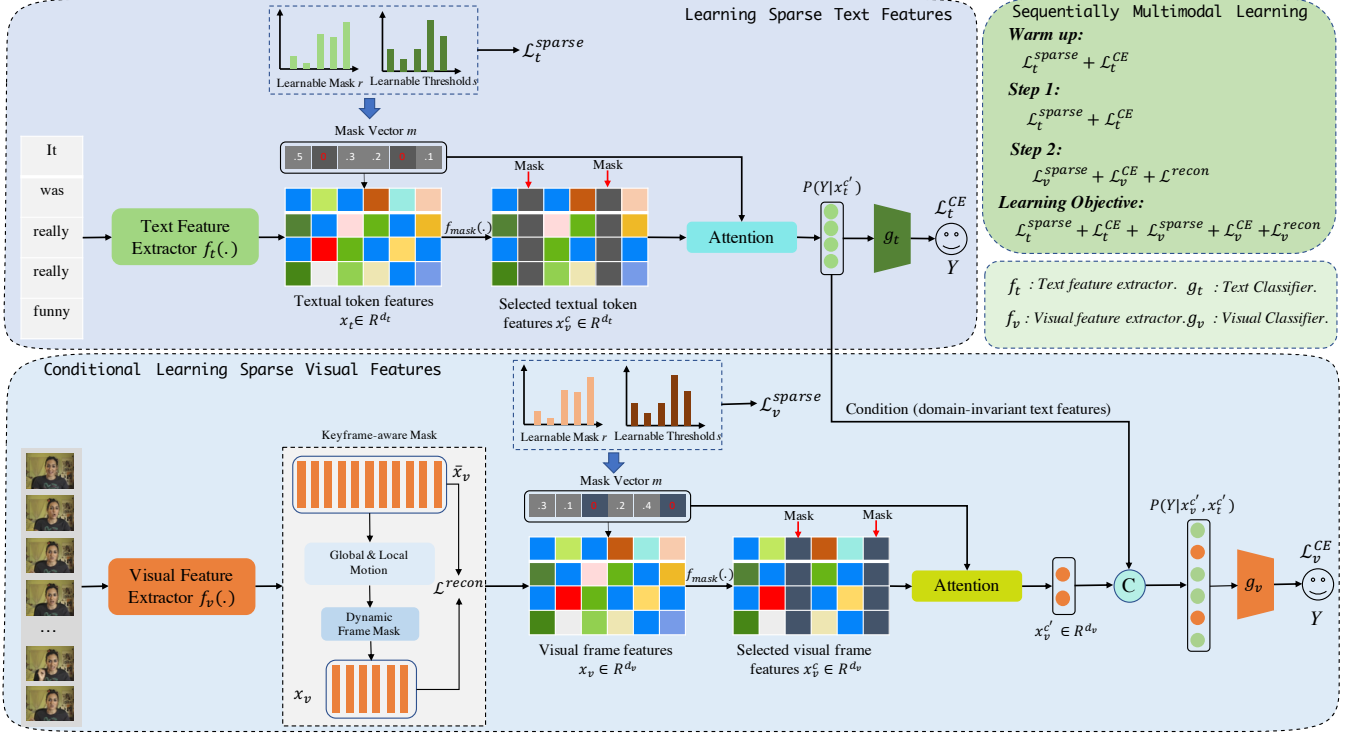 Learning Sparse Text Features
Learnable Mask r
Learnable Threshold s
ℒ_t^{sparse}
Mask Vector m
.5 0 .3 .2 0 .1
It
was
really
really
funny
Text Feature
Extractor f_t(.)
f_{mask}(.)
Mask
Mask
Textual token features
x_t ∈ R^{d_t}
Selected textual token
features x_v^c ∈ R^{d_t}
Attention
P(Y|x_t^{c'})
g_t
ℒ_t^{CE}
Y
Sequentially Multimodal Learning
Warm up:
ℒ_t^{sparse} + ℒ_t^{CE}
Step 1:
ℒ_t^{sparse} + ℒ_t^{CE}
Step 2:
ℒ_v^{sparse} + ℒ_v^{CE} + ℒ^{recon}
Learning Objective:
ℒ_t^{sparse} + ℒ_t^{CE} + ℒ_v^{sparse} + ℒ_v^{CE} +ℒ_v^{recon}
f_t : Text feature extractor. g_t : Text Classifier.
f_v : Visual feature extractor. g_v : Visual Classifier.
Conditional Learning Sparse Visual Features
Learnable Mask r
Learnable Threshold s
ℒ_v^{sparse}
Condition (domain-invariant text features)
Visual Feature
Extractor f_v(.)
...
Keyframe-aware Mask
x̄_v
Global & Local
Motion
Dynamic
Frame Mask
x_v
ℒ^{recon}
Mask Vector m
.3 .1 0 .2 .4 0
f_{mask}(.)
Mask
Mask
Visual frame features
x_v ∈ R^{d_v}
Selected visual frame
features x_v^c ∈ R^{d_v}
Attention
x_v^{c'} ∈ R^{d_v}
C
P(Y|x_v^{c'}, x_t^{c'})
g_v
ℒ_v^{CE}
Y